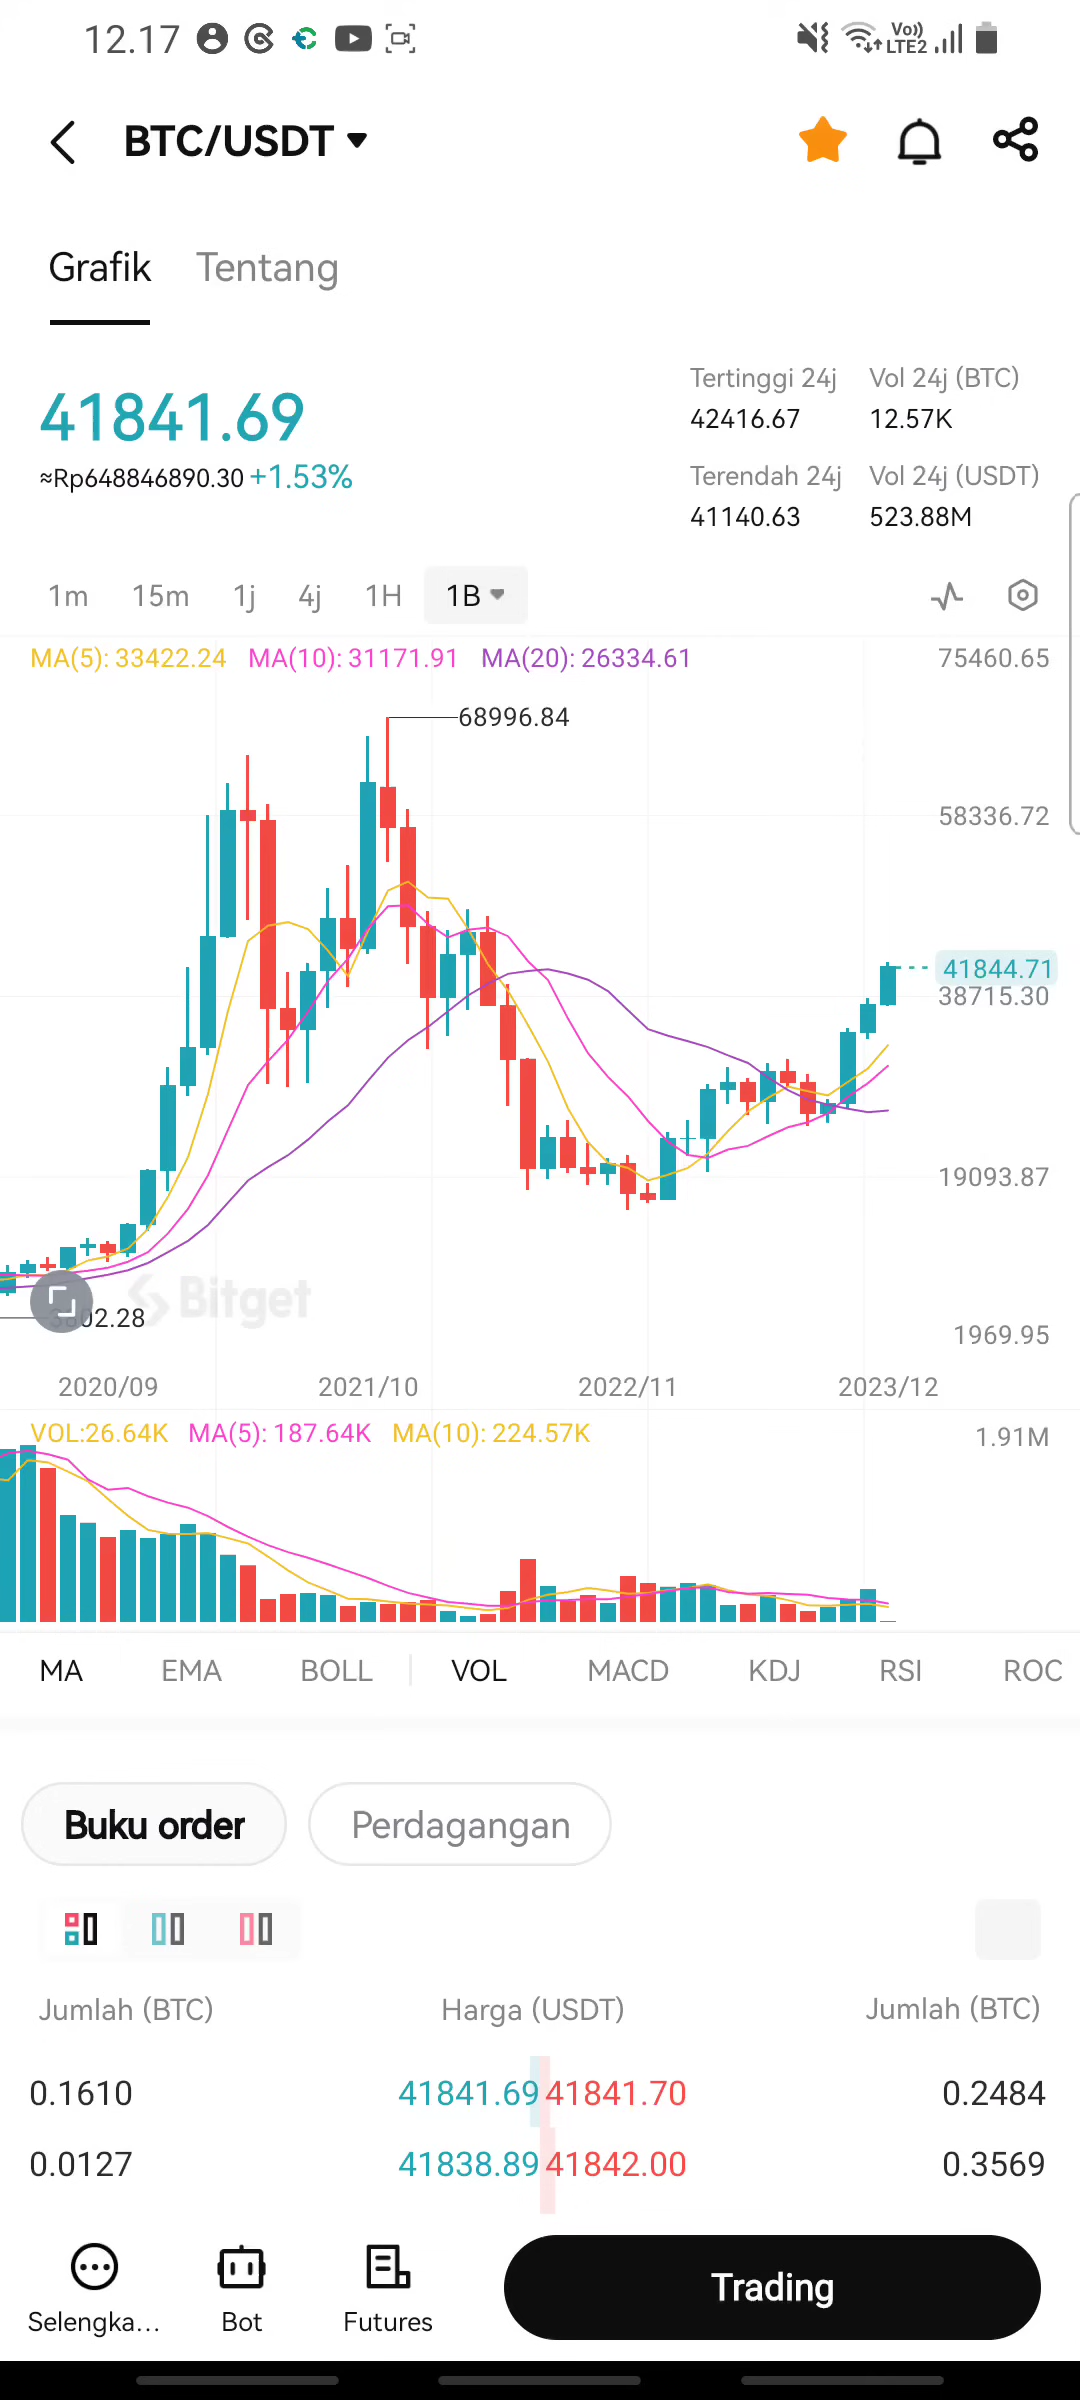 12.17
Vo))
LTE2
BTC/USDT
Grafik Tentang
41841.69
≈Rp648846890.30 +1.53%
Tertinggi 24j Vol 24j (BTC)
42416.67 12.57K
Terendah 24j Vol 24j (USDT)
41140.63 523.88M
1m 15m 1j 4j 1H 1B
MA(5): 33422.24 MA(10): 31171.91 MA(20): 26334.61 75460.65
68996.84
58336.72
41844.71
38715.30
19093.87
Bitget
02.28
1969.95
2020/09 2021/10 2022/11 2023/12
VOL:26.64K MA(5): 187.64K MA(10): 224.57K 1.91M
MA EMA BOLL VOL MACD KDJ RSI ROC
Buku order Perdagangan
Jumlah (BTC) Harga (USDT) Jumlah (BTC)
0.1610 41841.69 41841.70 0.2484
0.0127 41838.89 41842.00 0.3569
Selengka... Bot Futures Trading